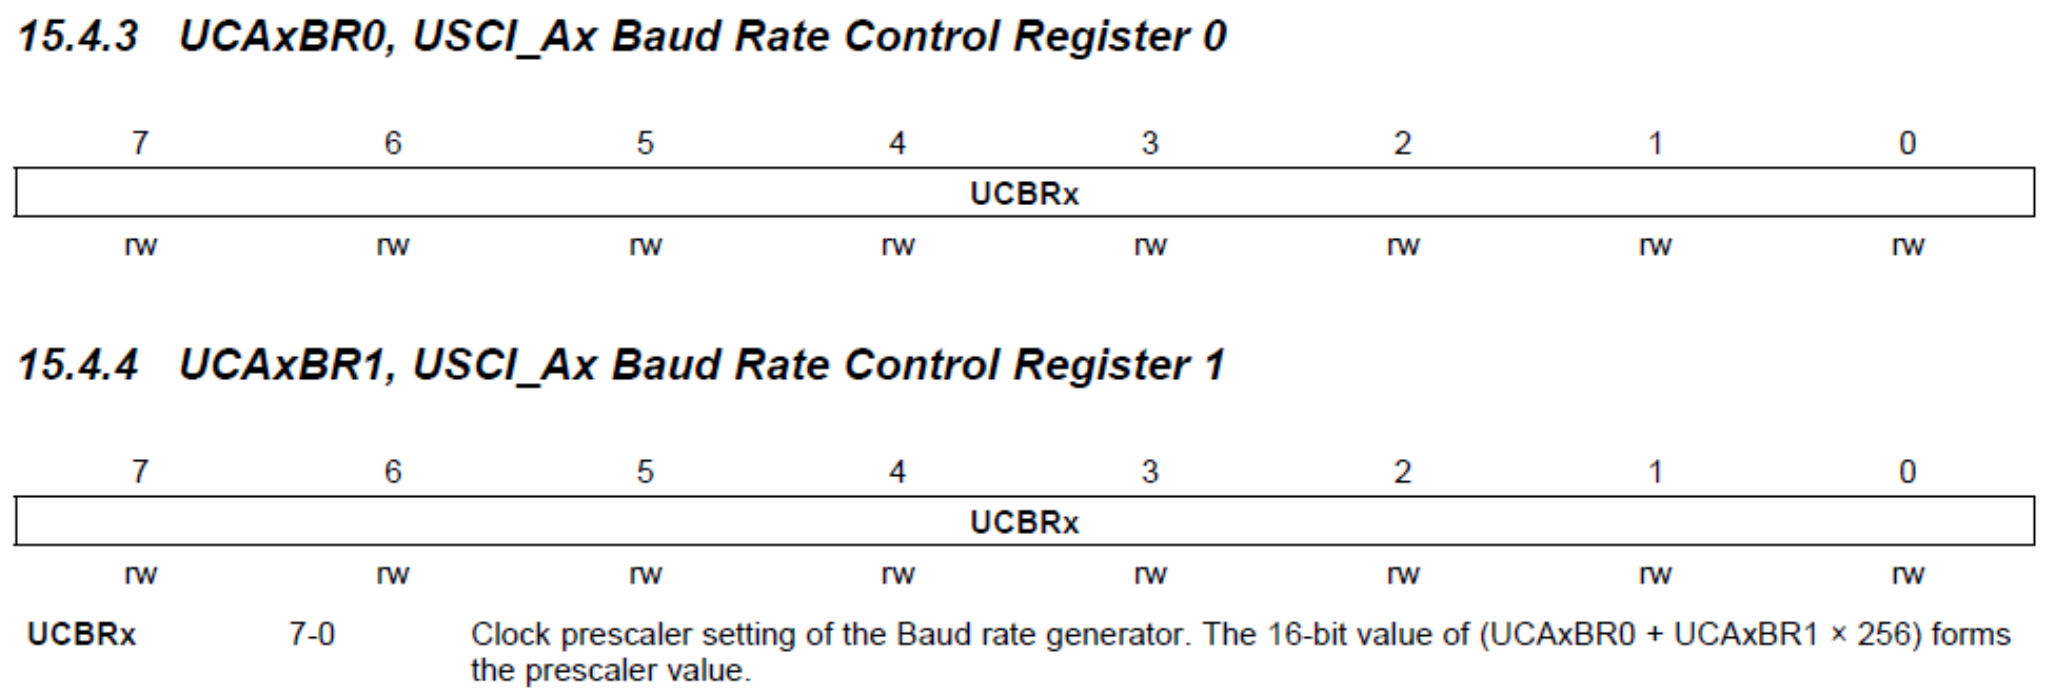 15.4.3 UCAxBR0, USCI_Ax Baud Rate Control Register 0
7 6 5 4 3 2 1 0
UCBRx
rw rw rw rw rw rw rw rw
15.4.4 UCAxBR1, USCI_Ax Baud Rate Control Register 1
7 6 5 4 3 2 1 0
UCBRx
rw rw rw rw rw rw rw rw
UCBRx 7-0 Clock prescaler setting of the Baud rate generator. The 16-bit value of (UCAxBR0 + UCAxBR1 × 256) forms
the prescaler value.